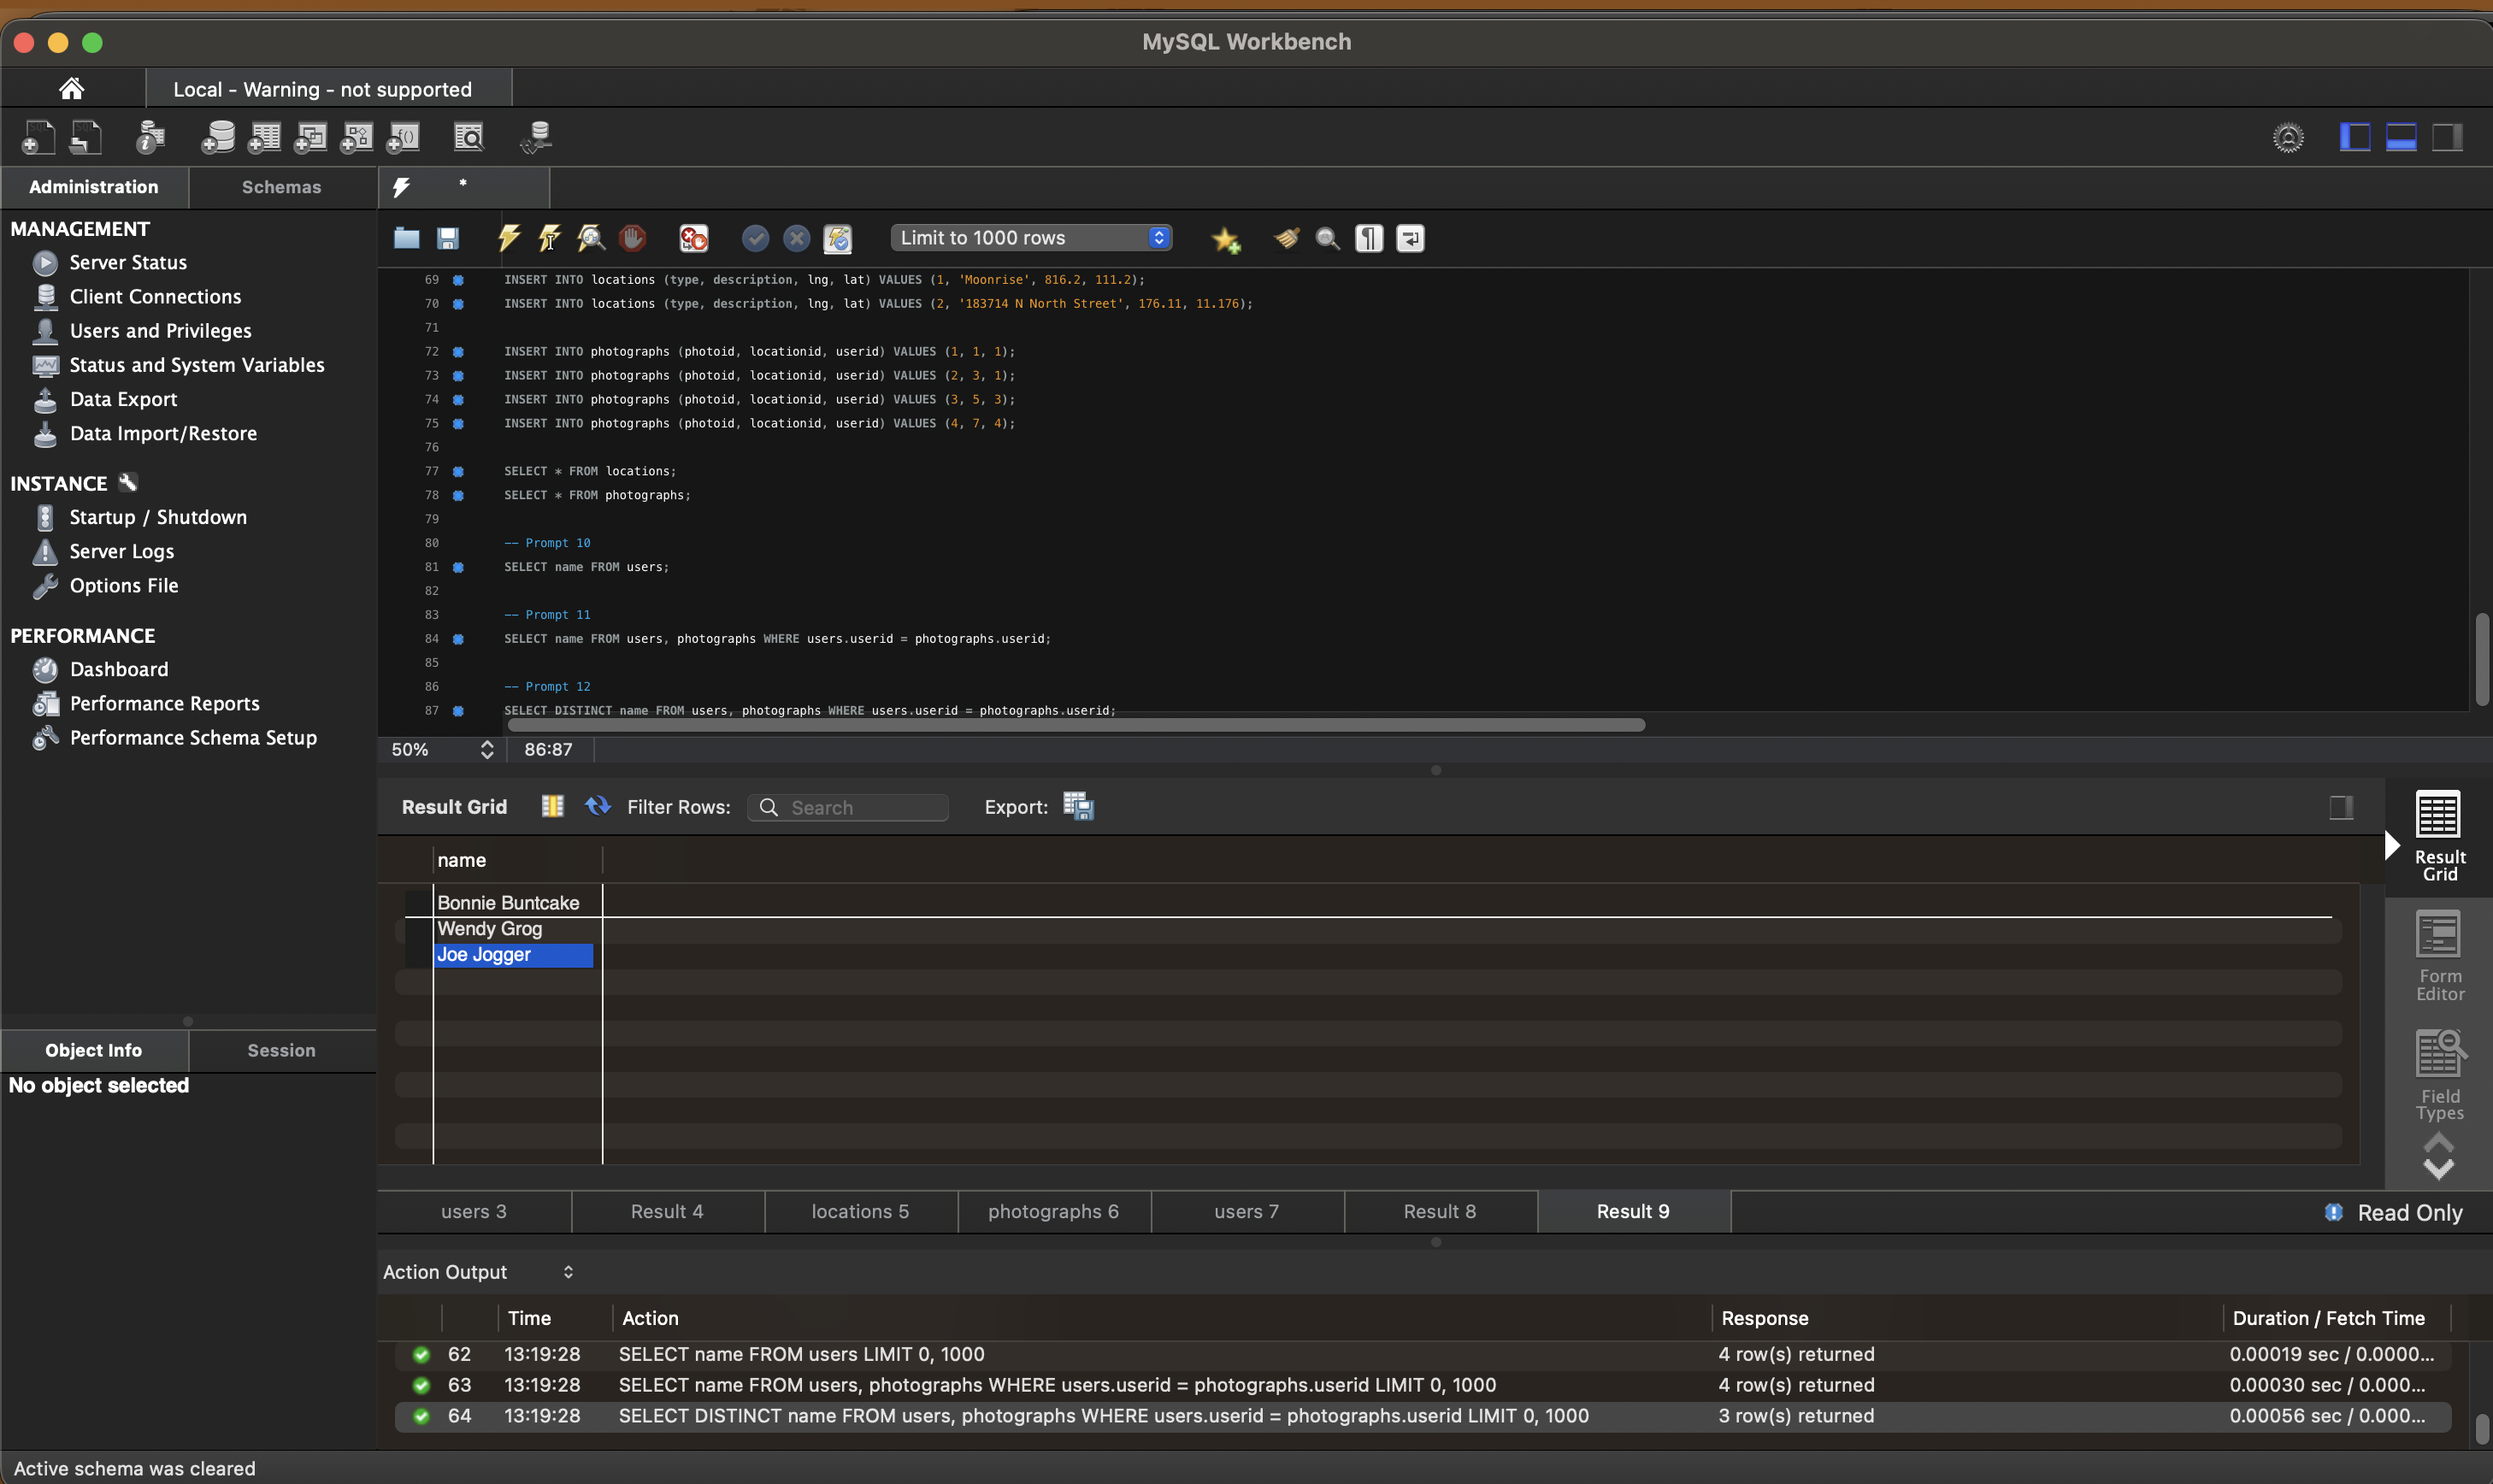 MySQL Workbench
Local - Warning - not supported
Administration
Schemas
*
MANAGEMENT
Server Status
Client Connections
Users and Privileges
Status and System Variables
Data Export
Data Import/Restore
INSTANCE
Startup / Shutdown
Server Logs
Options File
PERFORMANCE
Dashboard
Performance Reports
Performance Schema Setup
Object Info
Session
No object selected
Limit to 1000 rows
69 INSERT INTO locations (type, description, lng, lat) VALUES (1, 'Moonrise', 816.2, 111.2);
70 INSERT INTO locations (type, description, lng, lat) VALUES (2, '183714 N North Street', 176.11, 11.176);
71
72 INSERT INTO photographs (photoid, locationid, userid) VALUES (1, 1, 1);
73 INSERT INTO photographs (photoid, locationid, userid) VALUES (2, 3, 1);
74 INSERT INTO photographs (photoid, locationid, userid) VALUES (3, 5, 3);
75 INSERT INTO photographs (photoid, locationid, userid) VALUES (4, 7, 4);
76
77 SELECT * FROM locations;
78 SELECT * FROM photographs;
79
80 -- Prompt 10
81 SELECT name FROM users;
82
83 -- Prompt 11
84 SELECT name FROM users, photographs WHERE users.userid = photographs.userid;
85
86 -- Prompt 12
87 SELECT DISTINCT name FROM users, photographs WHERE users.userid = photographs.userid;
50% 86:87
Result Grid Filter Rows: Search Export:
name
Bonnie Buntcake
Wendy Grog
Joe Jogger
Result
Grid
Form
Editor
Field
Types
users 3 Result 4 locations 5 photographs 6 users 7 Result 8 Result 9 Read Only
Action Output
Time Action Response Duration / Fetch Time
62 13:19:28 SELECT name FROM users LIMIT 0, 1000 4 row(s) returned 0.00019 sec / 0.0000...
63 13:19:28 SELECT name FROM users, photographs WHERE users.userid = photographs.userid LIMIT 0, 1000 4 row(s) returned 0.00030 sec / 0.000...
64 13:19:28 SELECT DISTINCT name FROM users, photographs WHERE users.userid = photographs.userid LIMIT 0, 1000 3 row(s) returned 0.00056 sec / 0.000...
Active schema was cleared